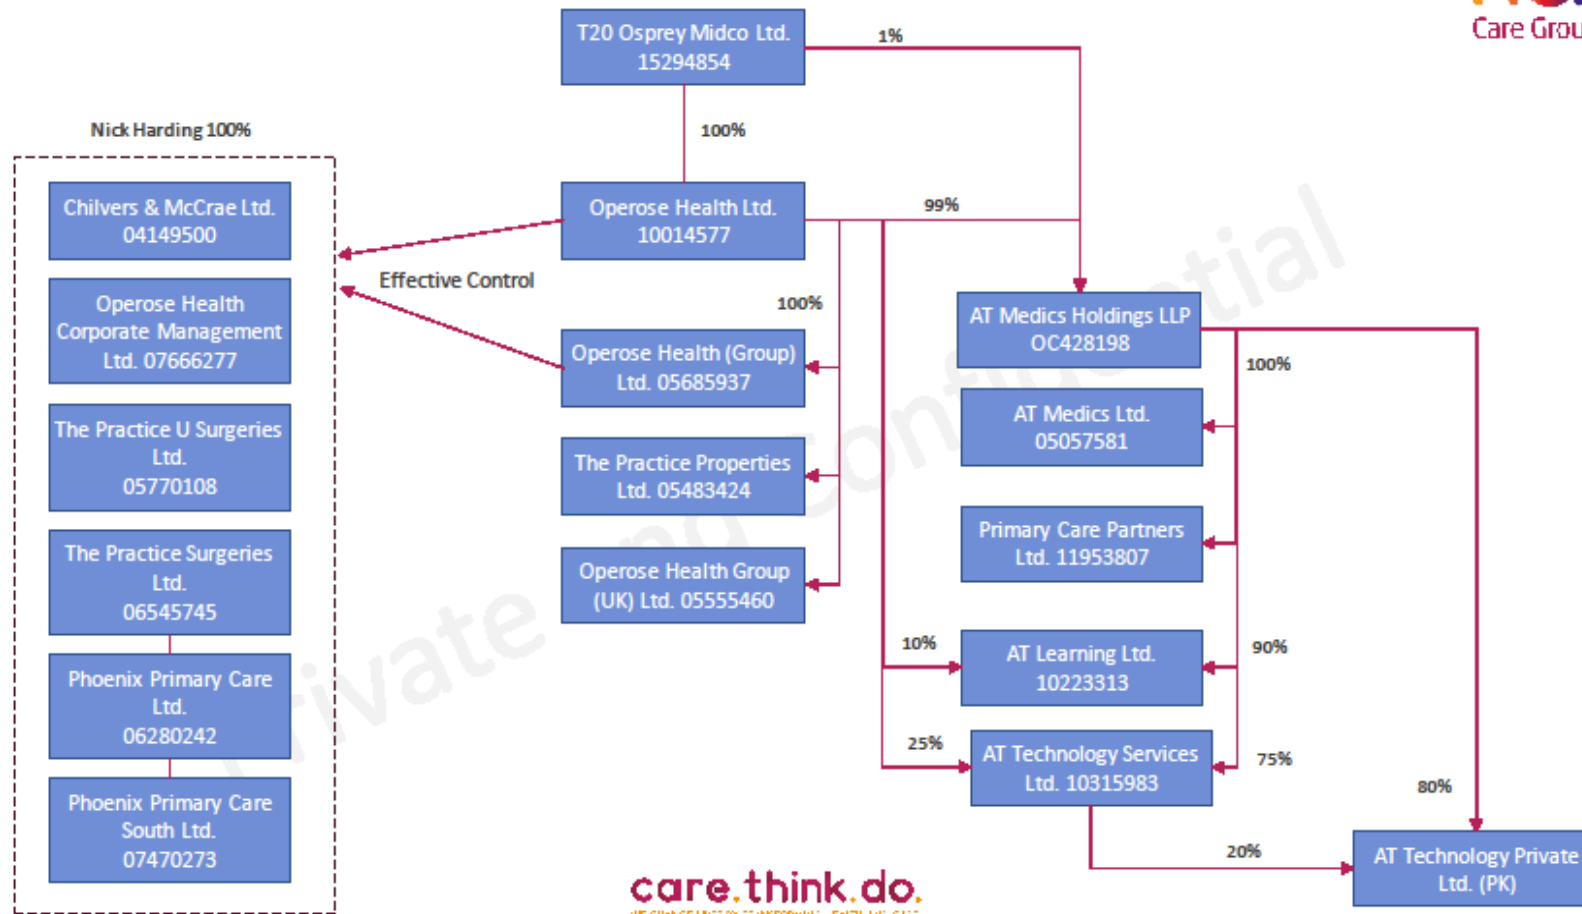 Care Grou
T20 Osprey Midco Ltd.
15294854
1%
100%
Nick Harding 100%
Chilvers & McCrae Ltd.
04149500
Operose Health
Corporate Management
Ltd. 07666277
The Practice U Surgeries
Ltd.
05770108
The Practice Surgeries
Ltd.
06545745
Phoenix Primary Care
Ltd.
06280242
Phoenix Primary Care
South Ltd.
07470273
Operose Health Ltd.
10014577
99%
Effective Control
100%
Operose Health (Group)
Ltd. 05685937
The Practice Properties
Ltd. 05483424
Operose Health Group
(UK) Ltd. 05555460
AT Medics Holdings LLP
OC428198
100%
AT Medics Ltd.
05057581
Primary Care Partners
Ltd. 11953807
10%
AT Learning Ltd.
10223313
90%
25%
AT Technology Services
Ltd. 10315983
75%
80%
20%
AT Technology Private
Ltd. (PK)
Private and Confidential
care.think.do.